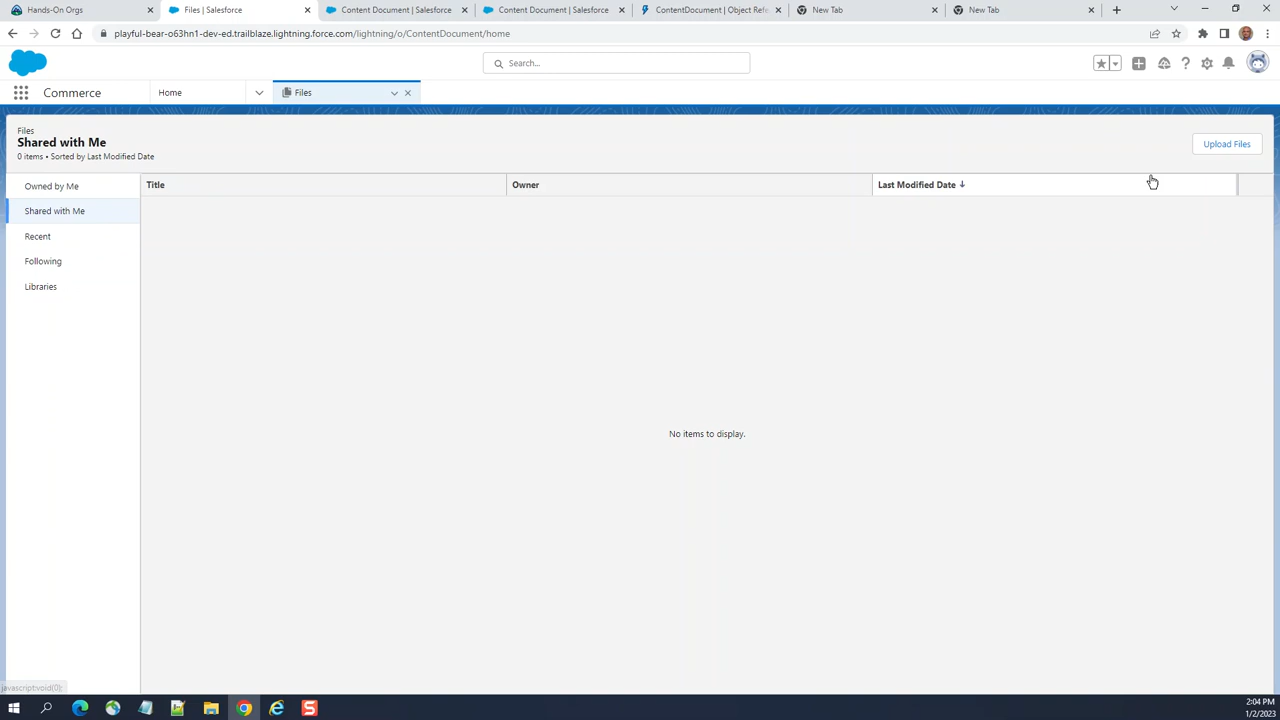 Hands-On Orgs
Files | Salesforce
Content Document | Salesforce
Content Document | Salesforce
ContentDocument | Object Refe
New Tab
New Tab
playful-bear-o63hn1-dev-ed.trailblaze.lightning.force.com/lightning/o/ContentDocument/home
Search...
Commerce
Home
Files
Files
Shared with Me
0 items • Sorted by Last Modified Date
Upload Files
Owned by Me
Shared with Me
Recent
Following
Libraries
Title
Owner
Last Modified Date
No items to display.
javascript:void(0);
2:04 PM
1/2/2023